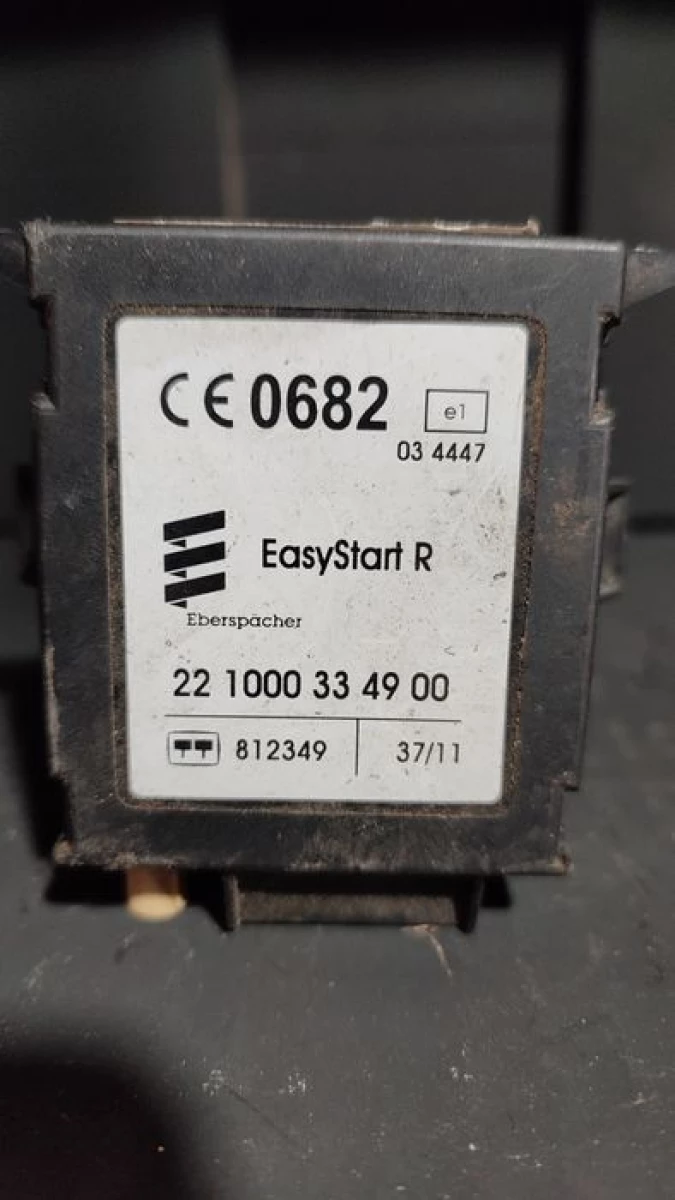 CE 0682
e1
03 4447
EasyStart R
Eberspächer
22 1000 33 49 00
812349
37/11